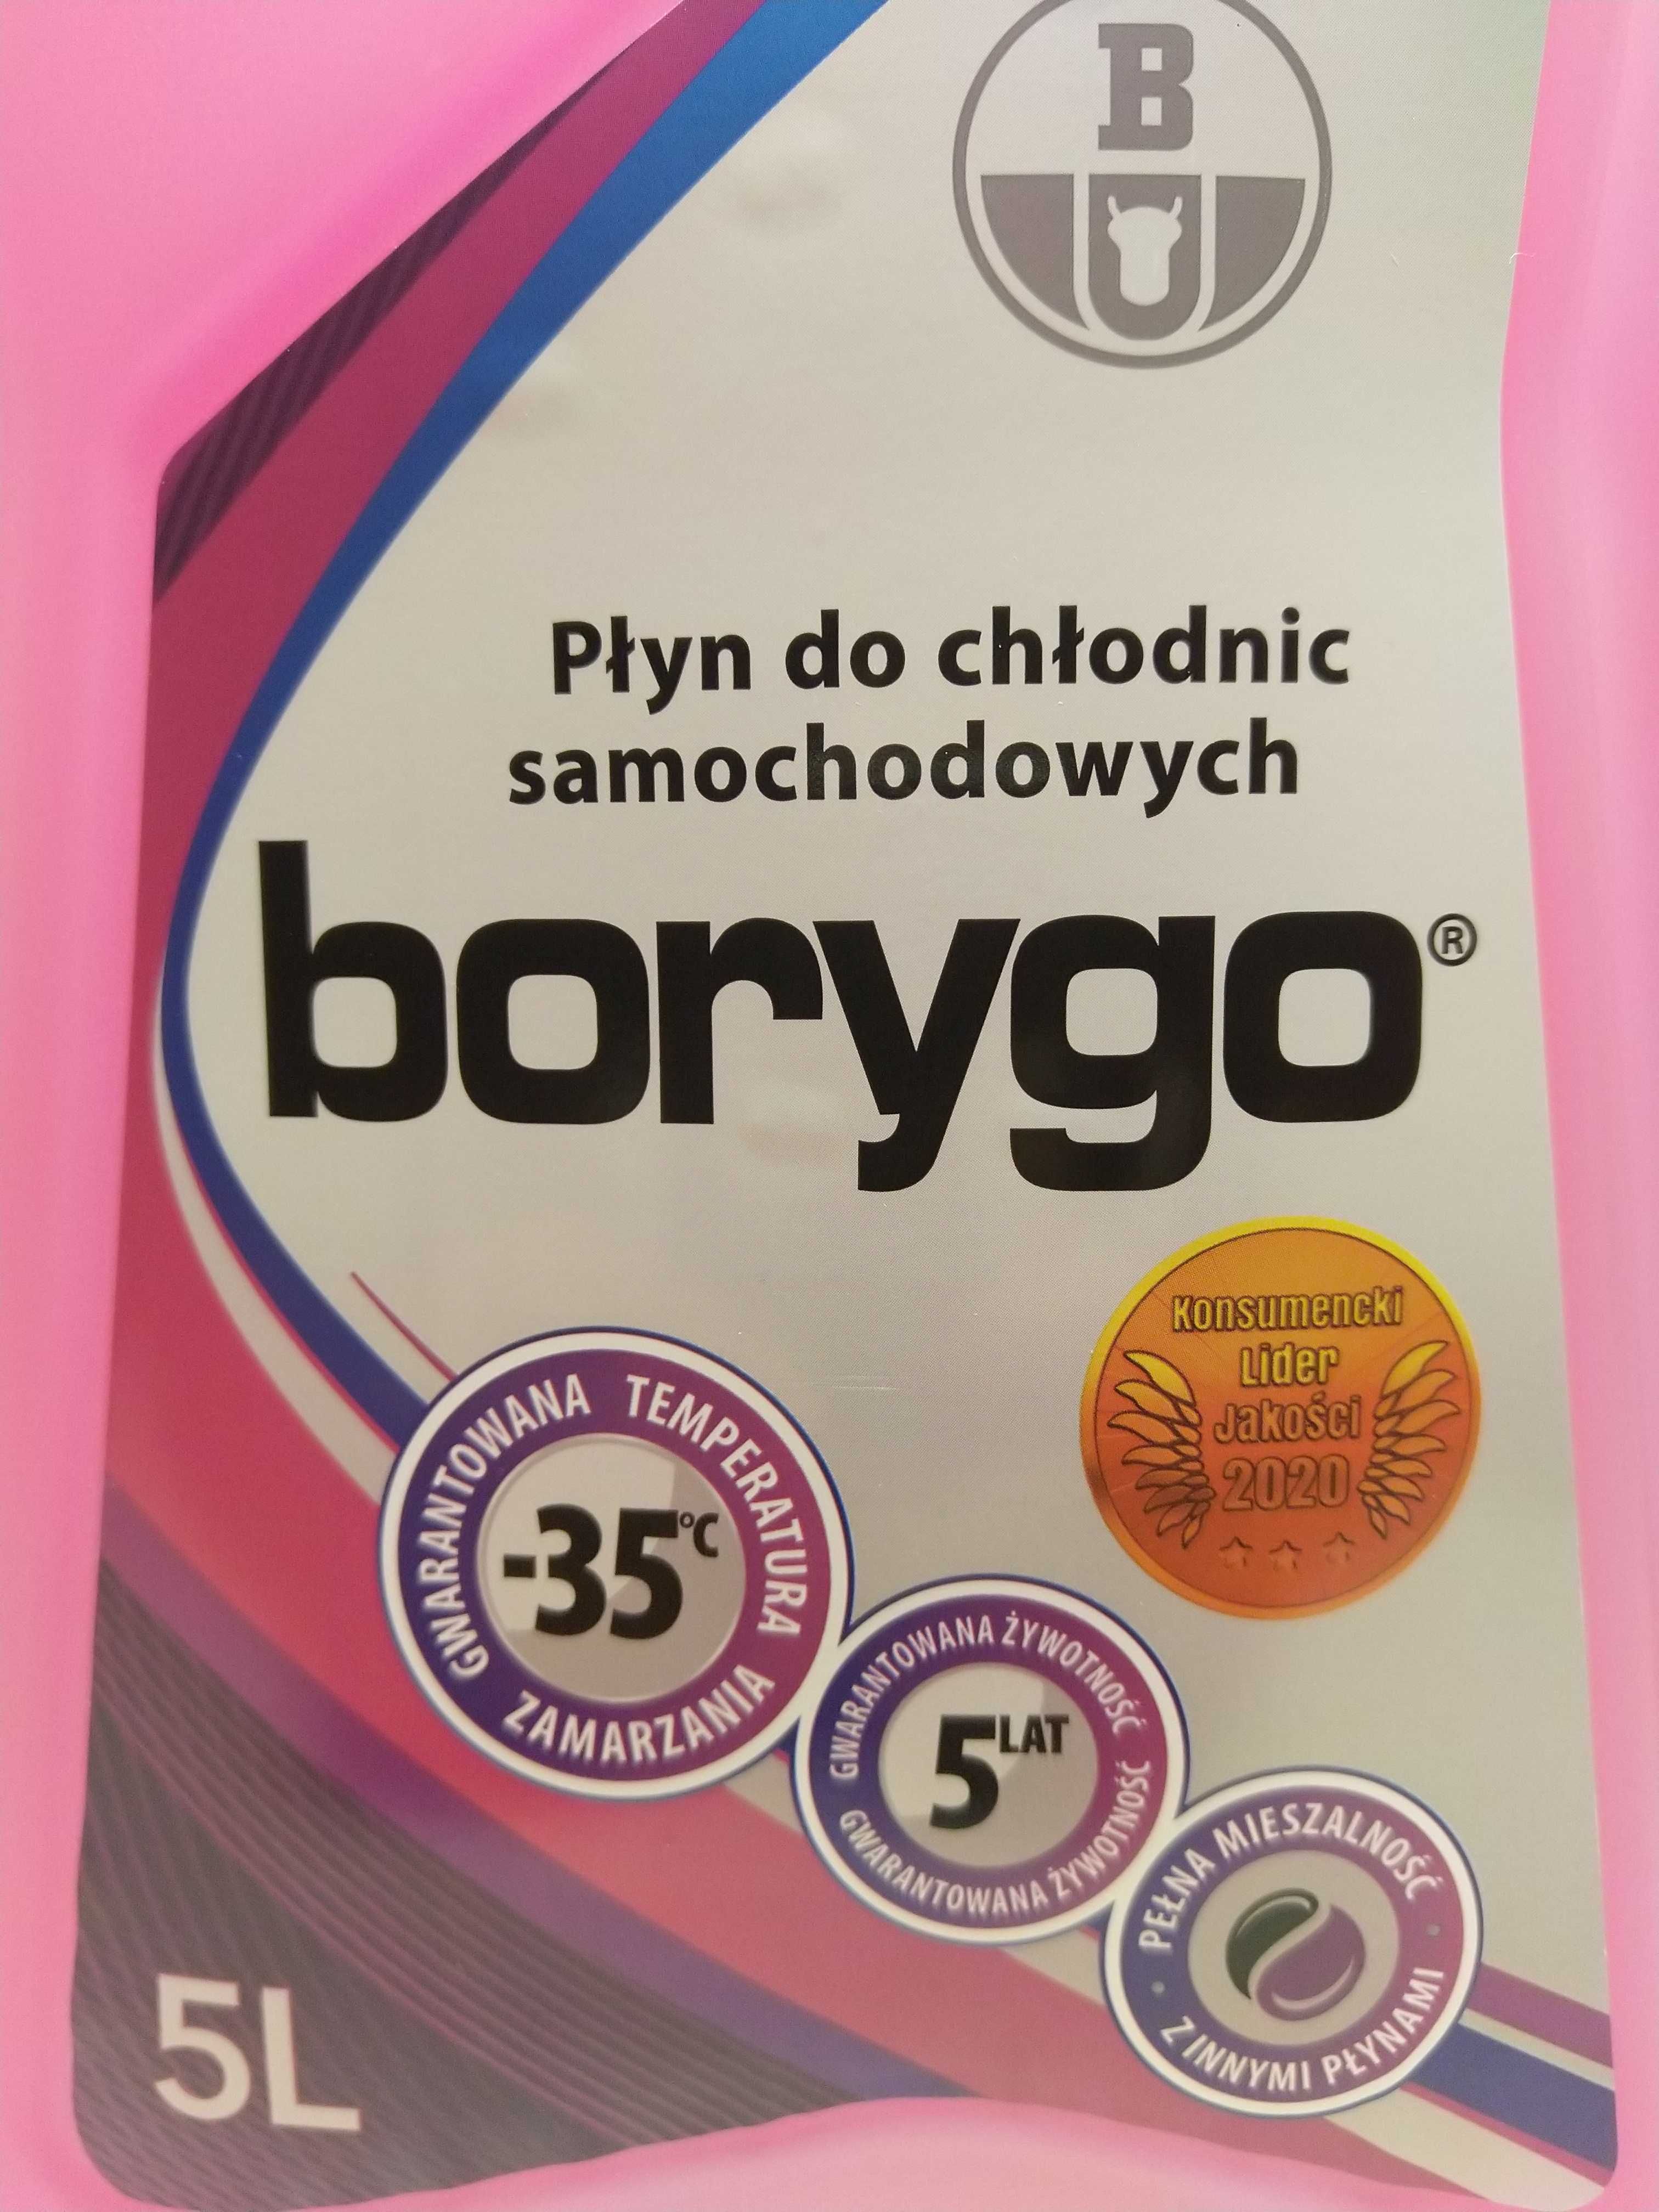 B
U
Płyn do chłodnic
samochodowych
borygo®
Konsumencki
Lider
Jakości
2020
GWARANTOWANA TEMPERATURA
ZAMARZANIA
-35°C
GWARANTOWANA ŻYWOTNOŚĆ
5 LAT
GWARANTOWANA ŻYWOTNOŚĆ
PEŁNA MIESZALNOŚĆ
Z INNYMI PŁYNAMI
5L